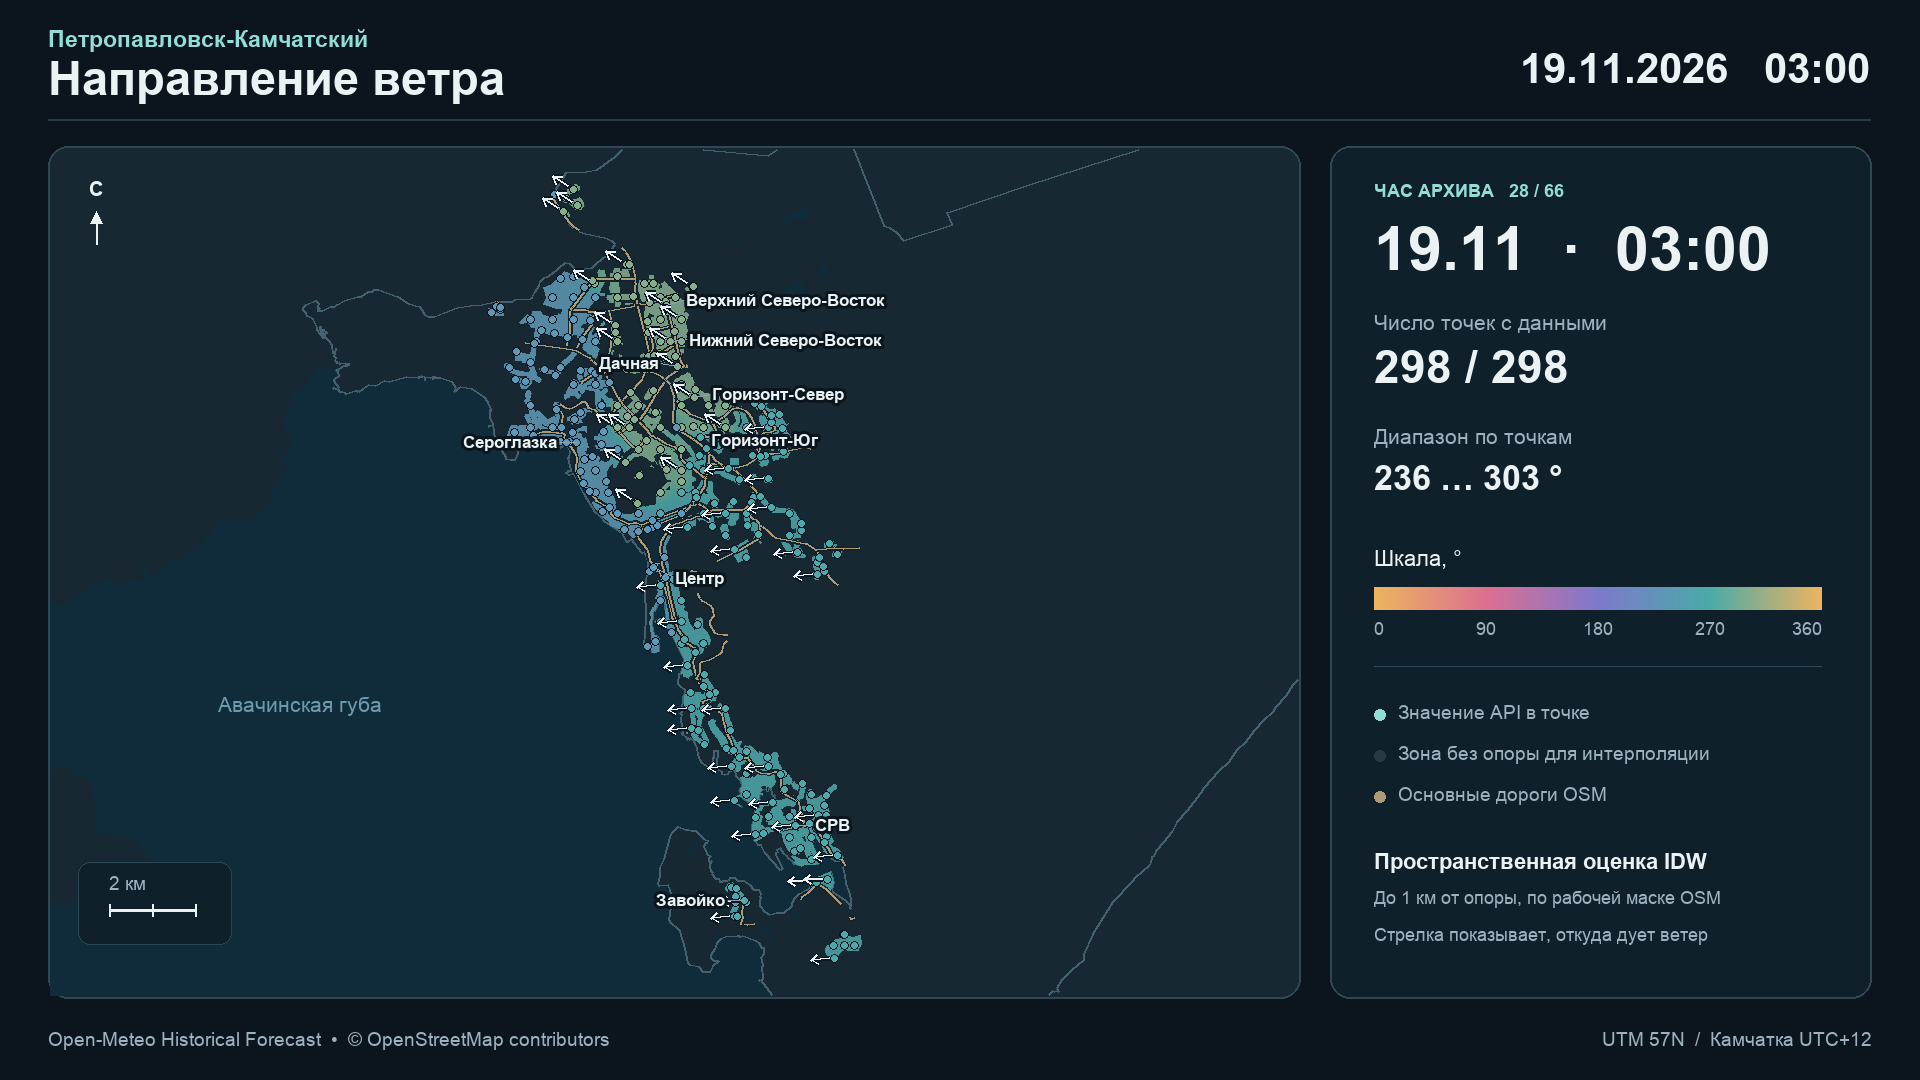 Петропавловск-Камчатский
Направление ветра
19.11.2026 03:00
С
Верхний Северо-Восток
Нижний Северо-Восток
Дачная
Горизонт-Север
Горизонт-Юг
Сероглазка
Центр
Авачинская губа
СРВ
Завойко
2 км
ЧАС АРХИВА 28 / 66
19.11 · 03:00
Число точек с данными
298 / 298
Диапазон по точкам
236 … 303 °
Шкала, °
0 90 180 270 360
Значение API в точке
Зона без опоры для интерполяции
Основные дороги OSM
Пространственная оценка IDW
До 1 км от опоры, по рабочей маске OSM
Стрелка показывает, откуда дует ветер
Open-Meteo Historical Forecast • © OpenStreetMap contributors
UTM 57N / Камчатка UTC+12